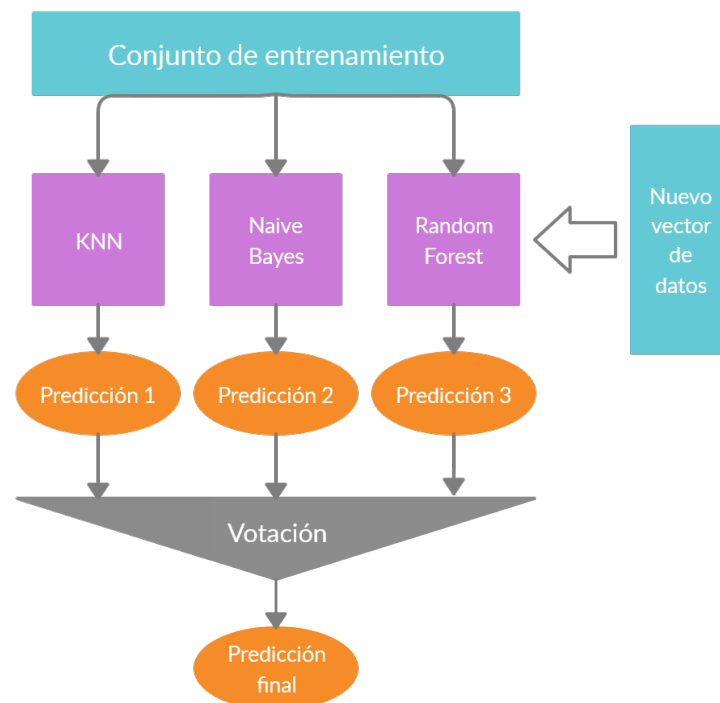 Conjunto de entrenamiento
KNN
Naive
Bayes
Random
Forest
Nuevo
vector
de
datos
Predicción 1
Predicción 2
Predicción 3
Votación
Predicción
final